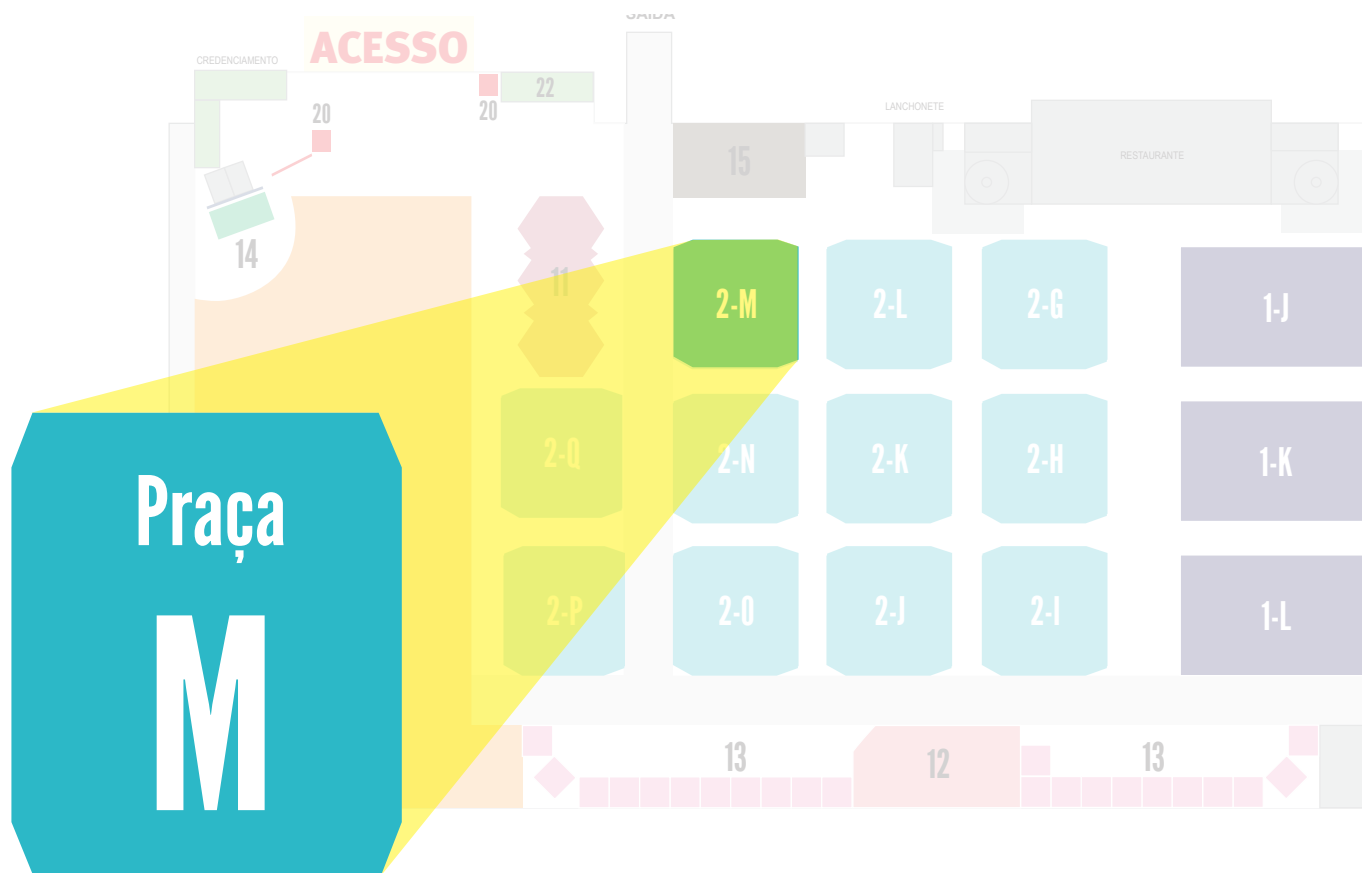 SAÍDA
ACESSO
CREDENCIAMENTO
22
20
20
LANCHONETE
15
RESTAURANTE
14
11
2-M
2-L
2-G
1-J
2-Q
2-N
2-K
2-H
1-K
Praça
M
2-P
2-O
2-J
2-I
1-L
13
12
13